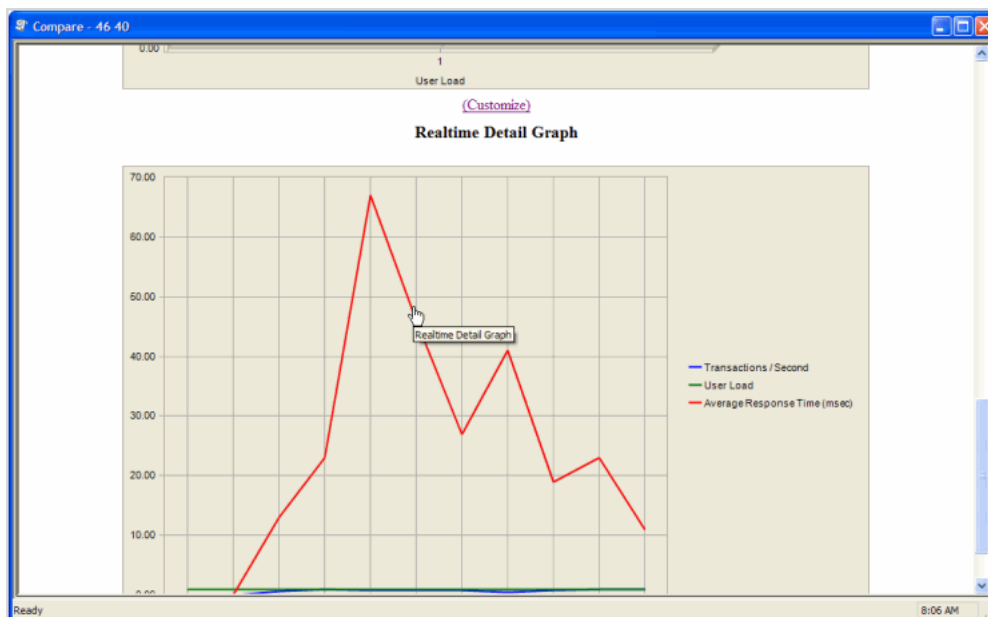 Compare - 46 40
0.00
1
User Load
(Customize)
Realtime Detail Graph
70.00
60.00
50.00
40.00
30.00
20.00
10.00
0.00
Realtime Detail Graph
Transactions / Second
User Load
Average Response Time (msec)
Ready
8:06 AM